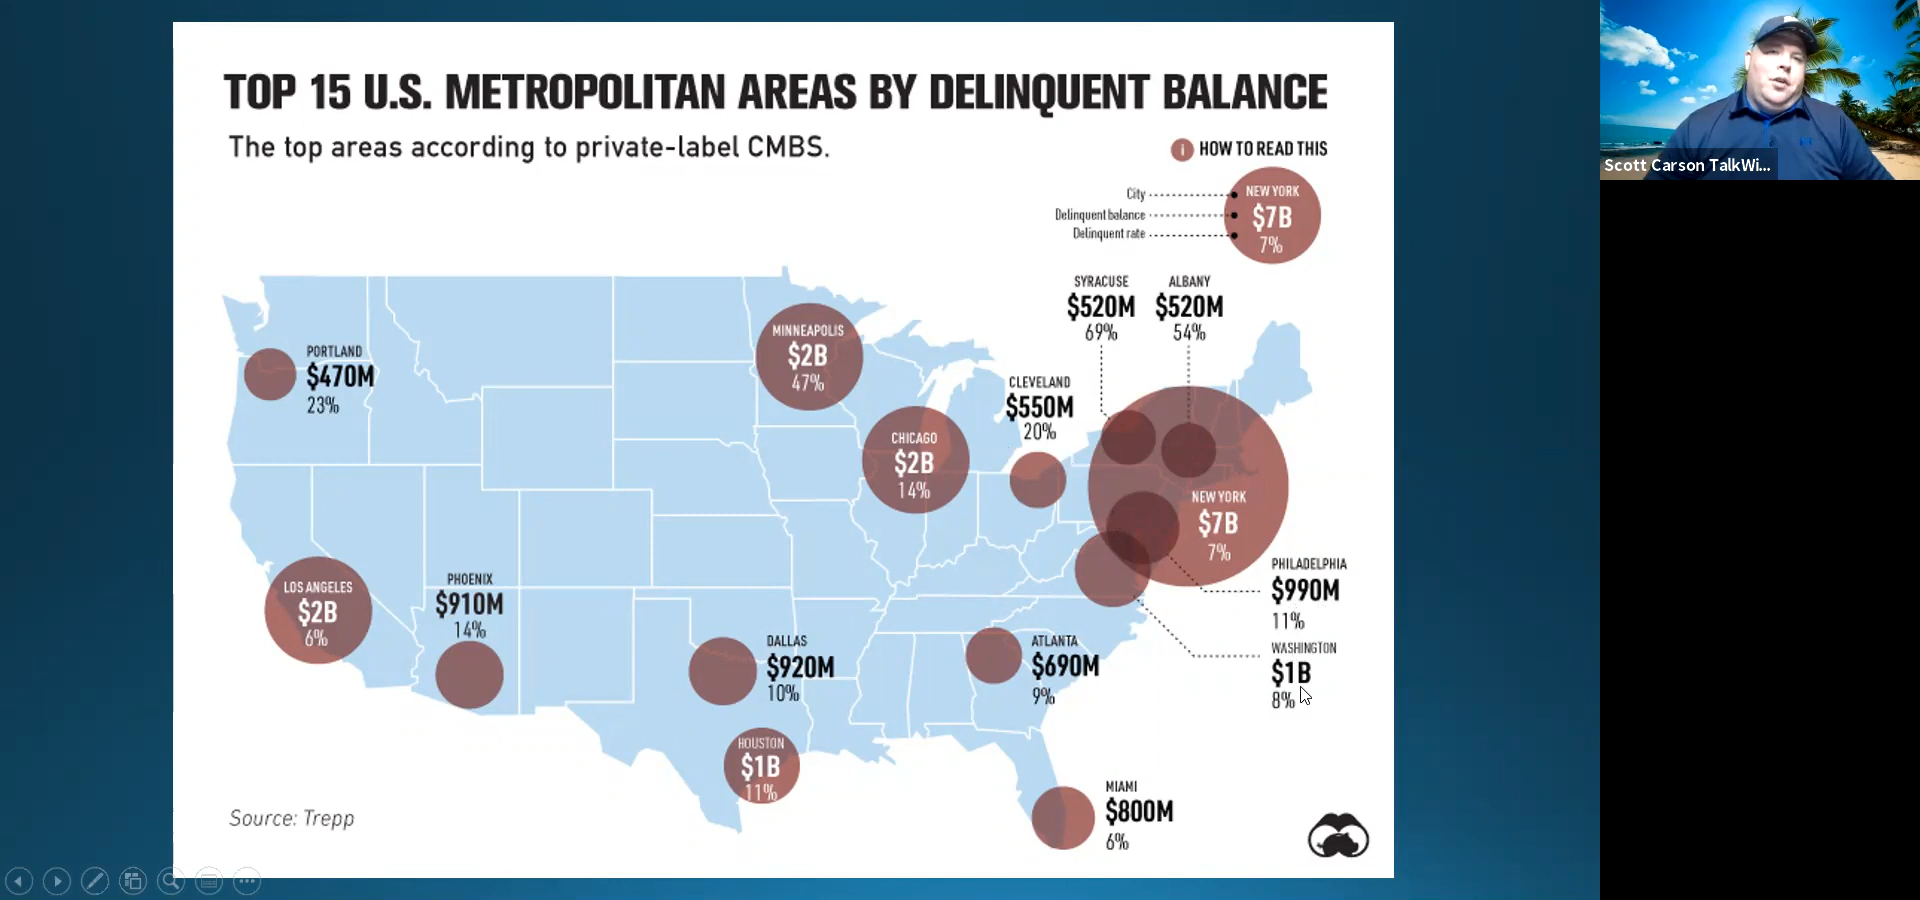 TOP 15 U.S. METROPOLITAN AREAS BY DELINQUENT BALANCE
The top areas according to private-label CMBS.
i HOW TO READ THIS
City
Delinquent balance
Delinquent rate
NEW YORK
$7B
7%
SYRACUSE
$520M
69%
ALBANY
$520M
54%
PORTLAND
$470M
23%
MINNEAPOLIS
$2B
47%
CLEVELAND
$550M
20%
CHICAGO
$2B
14%
NEW YORK
$7B
7%
PHILADELPHIA
$990M
11%
LOS ANGELES
$2B
6%
PHOENIX
$910M
14%
DALLAS
$920M
10%
ATLANTA
$690M
9%
WASHINGTON
$1B
8%
HOUSTON
$1B
11%
MIAMI
$800M
6%
Source: Trepp
Scott Carson TalkWi...